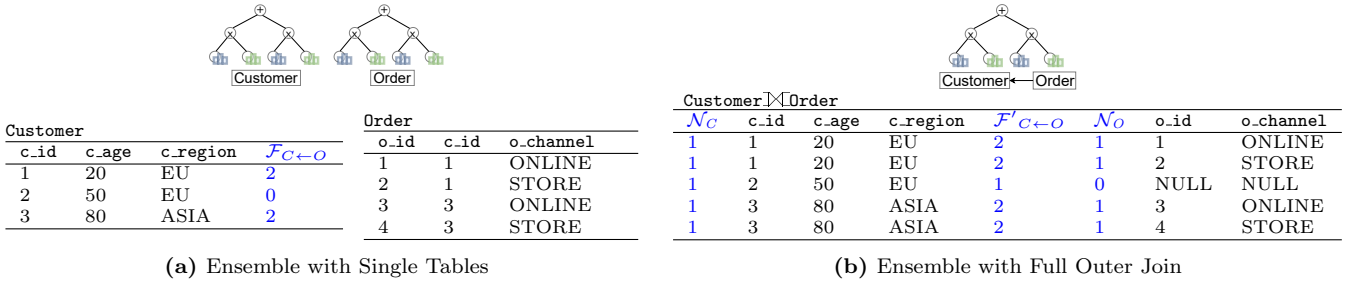 Customer
Order
Customer
c_id c_age c_region F_{C←O}
1 20 EU 2
2 50 EU 0
3 80 ASIA 2
Order
o_id c_id o_channel
1 1 ONLINE
2 1 STORE
3 3 ONLINE
4 3 STORE
(a) Ensemble with Single Tables
Customer Order
Customer⟗Order
N_C c_id c_age c_region F'_{C←O} N_O o_id o_channel
1 1 20 EU 2 1 1 ONLINE
1 1 20 EU 2 1 2 STORE
1 2 50 EU 1 0 NULL NULL
1 3 80 ASIA 2 1 3 ONLINE
1 3 80 ASIA 2 1 4 STORE
(b) Ensemble with Full Outer Join